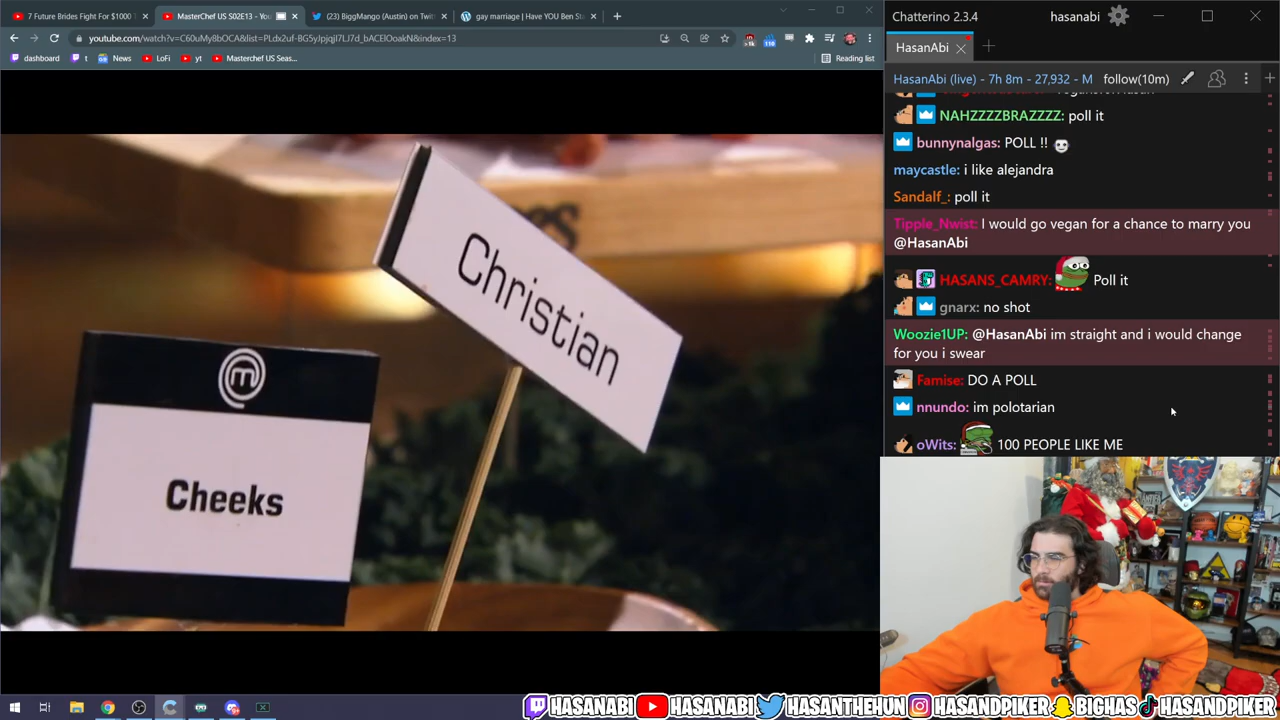 7 Future Brides Fight For $1000
MasterChef US S02E13 - You
(23) BiggMango (Austin) on Twit
gay marriage | Have YOU Ben Sh
youtube.com/watch?v=C60uMy8bOCA&list=PLdx2uf-BG5yJpjqjl7LJ7d_bACElOoakN&index=13
dashboard
t
News
LoFi
yt
Masterchef US Seas...
Reading list
Christian
M
Cheeks
Chatterino 2.3.4
hasanabi
HasanAbi
HasanAbi (live) - 7h 8m - 27,932 - M
follow(10m)
NAHZZZZBRAZZZZ: poll it
bunnynalgas: POLL !!
maycastle: i like alejandra
Sandalf_: poll it
Tipple_Nwist: I would go vegan for a chance to marry you
@HasanAbi
HASANS_CAMRY: Poll it
gnarx: no shot
Woozie1UP: @HasanAbi im straight and i would change
for you i swear
Famise: DO A POLL
nnundo: im polotarian
oWits: 100 PEOPLE LIKE ME
HASANABI
HASANABI
HASANTHEHUN
HASANDPIKER
BIGHAS
HASANDPIKER